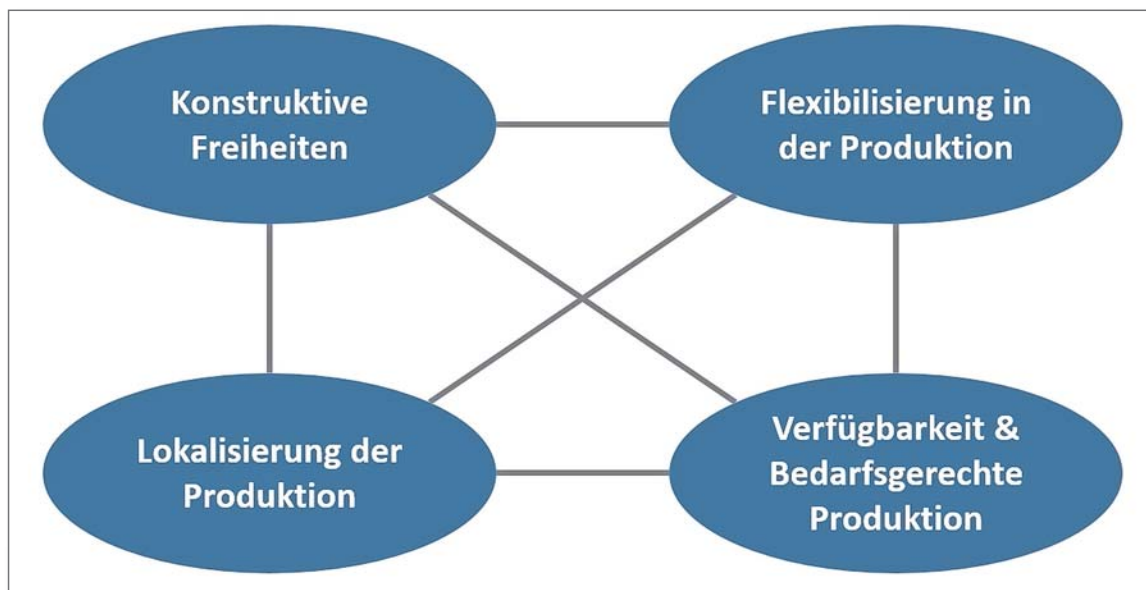 Konstruktive
Freiheiten
Flexibilisierung in
der Produktion
Lokalisierung der
Produktion
Verfügbarkeit &
Bedarfsgerechte
Produktion